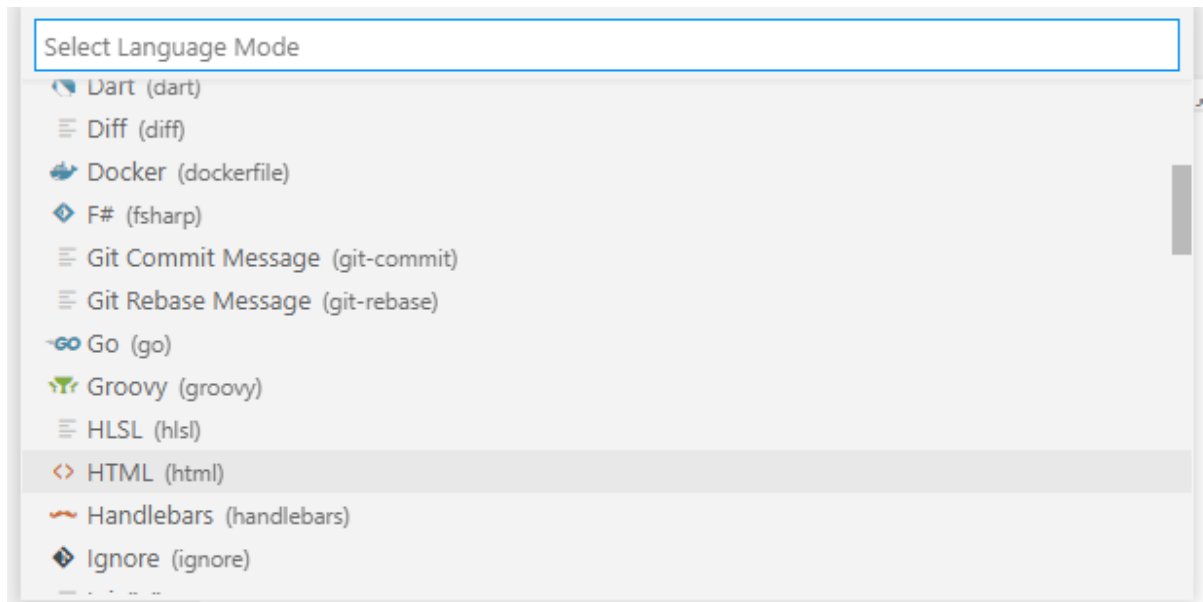 Select Language Mode
Dart (dart)
Diff (diff)
Docker (dockerfile)
F# (fsharp)
Git Commit Message (git-commit)
Git Rebase Message (git-rebase)
GO Go (go)
Groovy (groovy)
HLSL (hlsl)
HTML (html)
Handlebars (handlebars)
Ignore (ignore)